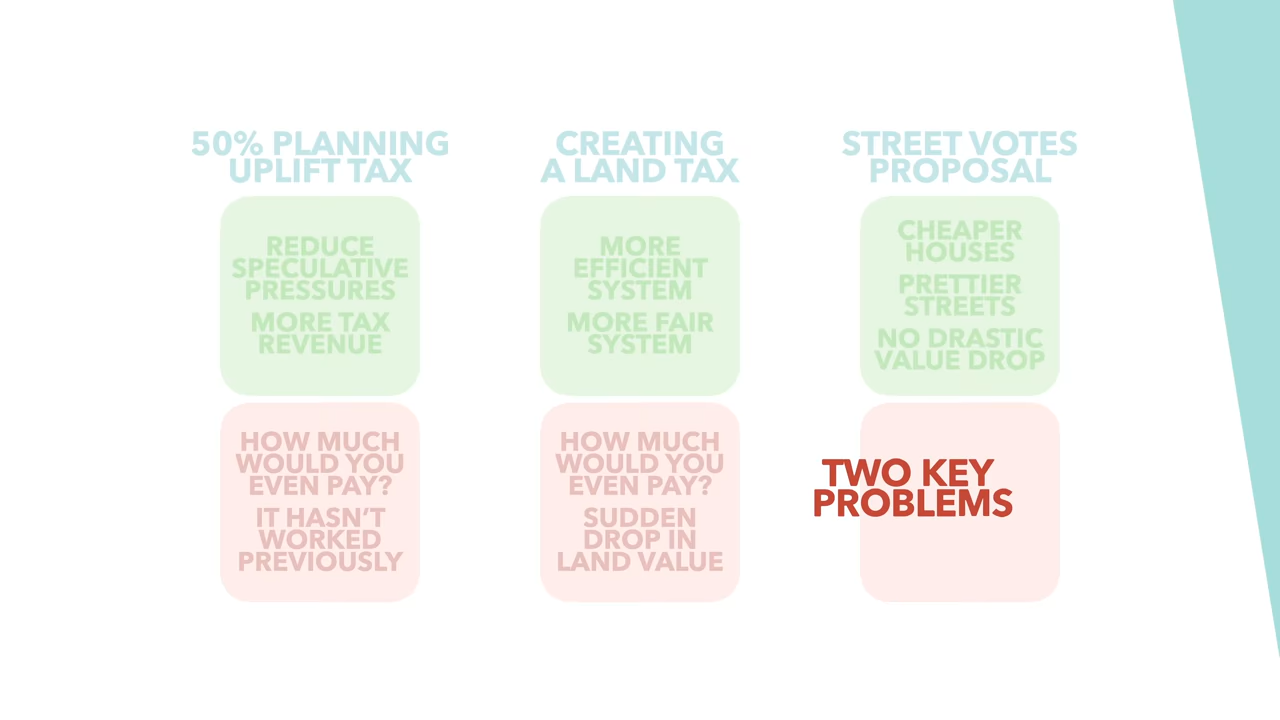 50% PLANNING
UPLIFT TAX
REDUCE
SPECULATIVE
PRESSURES
MORE TAX
REVENUE
HOW MUCH
WOULD YOU
EVEN PAY?
IT HASN'T
WORKED
PREVIOUSLY
CREATING
A LAND TAX
MORE
EFFICIENT
SYSTEM
MORE FAIR
SYSTEM
HOW MUCH
WOULD YOU
EVEN PAY?
SUDDEN
DROP IN
LAND VALUE
STREET VOTES
PROPOSAL
CHEAPER
HOUSES
PRETTIER
STREETS
NO DRASTIC
VALUE DROP
TWO KEY
PROBLEMS